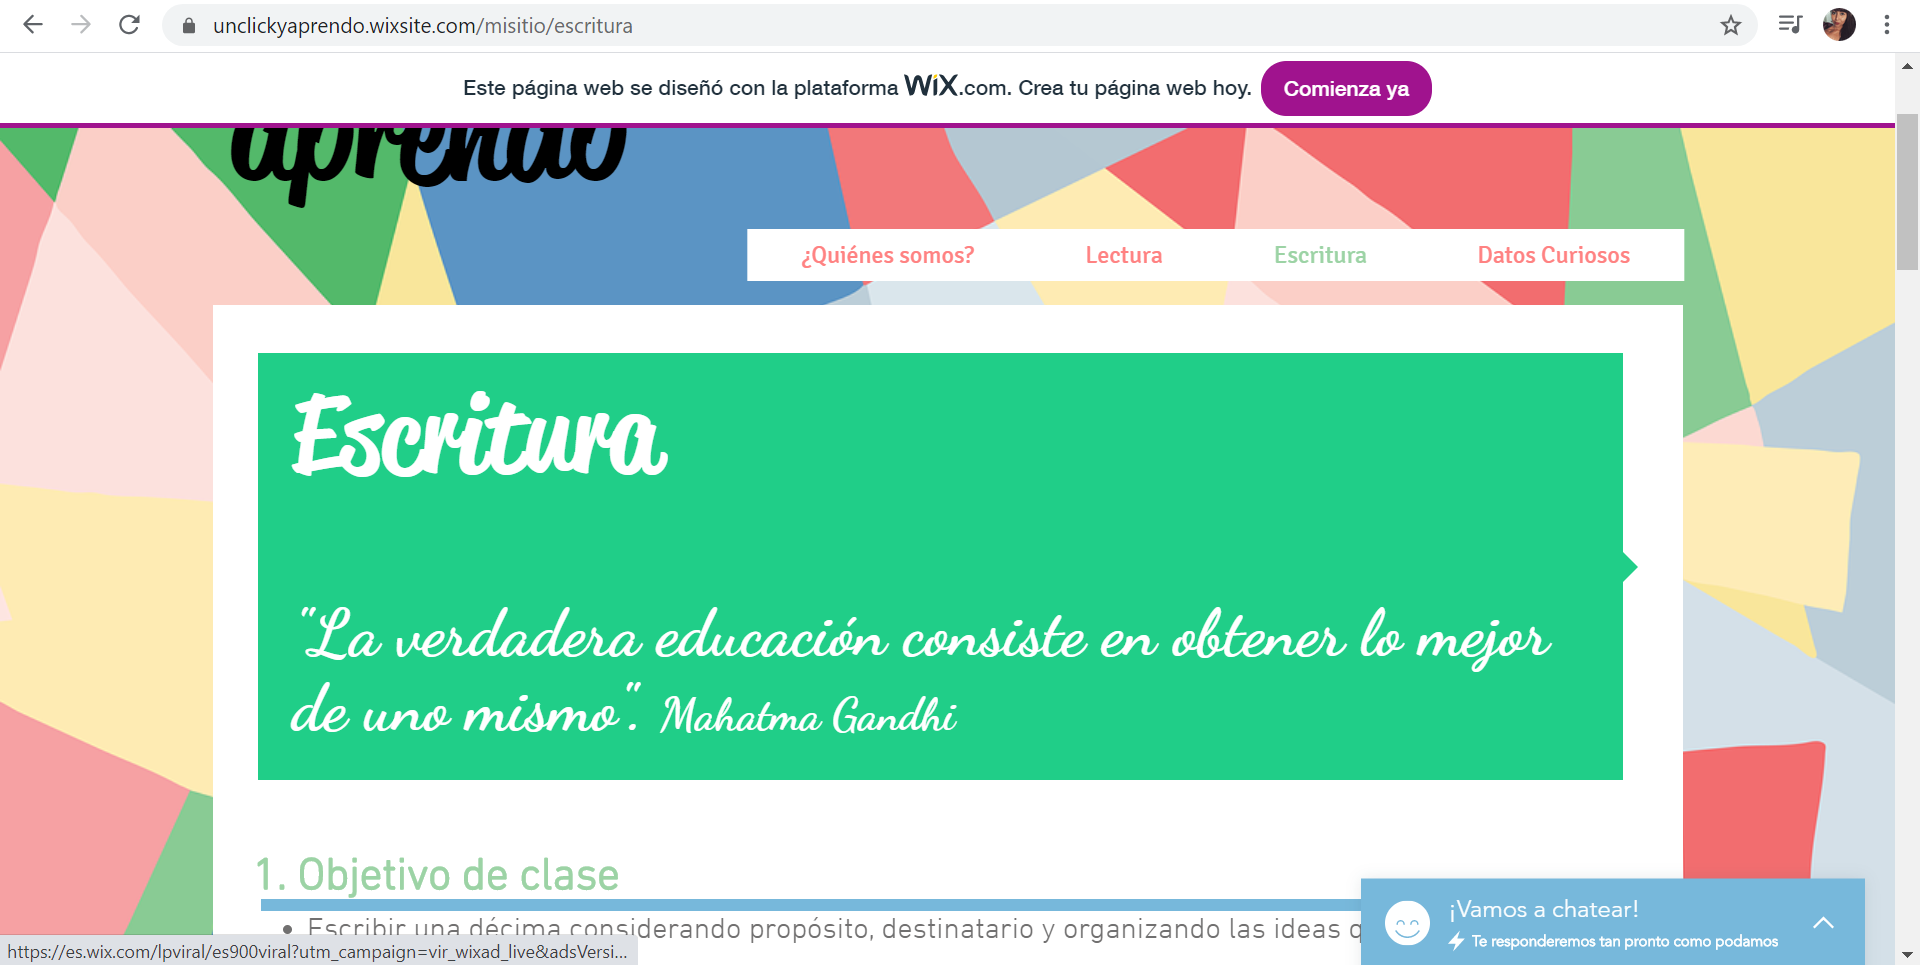 unclickyaprendo.wixsite.com/misitio/escritura
Este página web se diseñó con la plataforma WiX.com. Crea tu página web hoy. Comienza ya
aprendo
¿Quiénes somos? Lectura Escritura Datos Curiosos
Escritura
"La verdadera educación consiste en obtener lo mejor
de uno mismo". Mahatma Gandhi
1. Objetivo de clase
• Escribir una décima considerando propósito, destinatario y organizando las ideas q
¡Vamos a chatear!
Te responderemos tan pronto como podamos
https://es.wix.com/lpviral/es900viral?utm_campaign=vir_wixad_live&adsVersi...